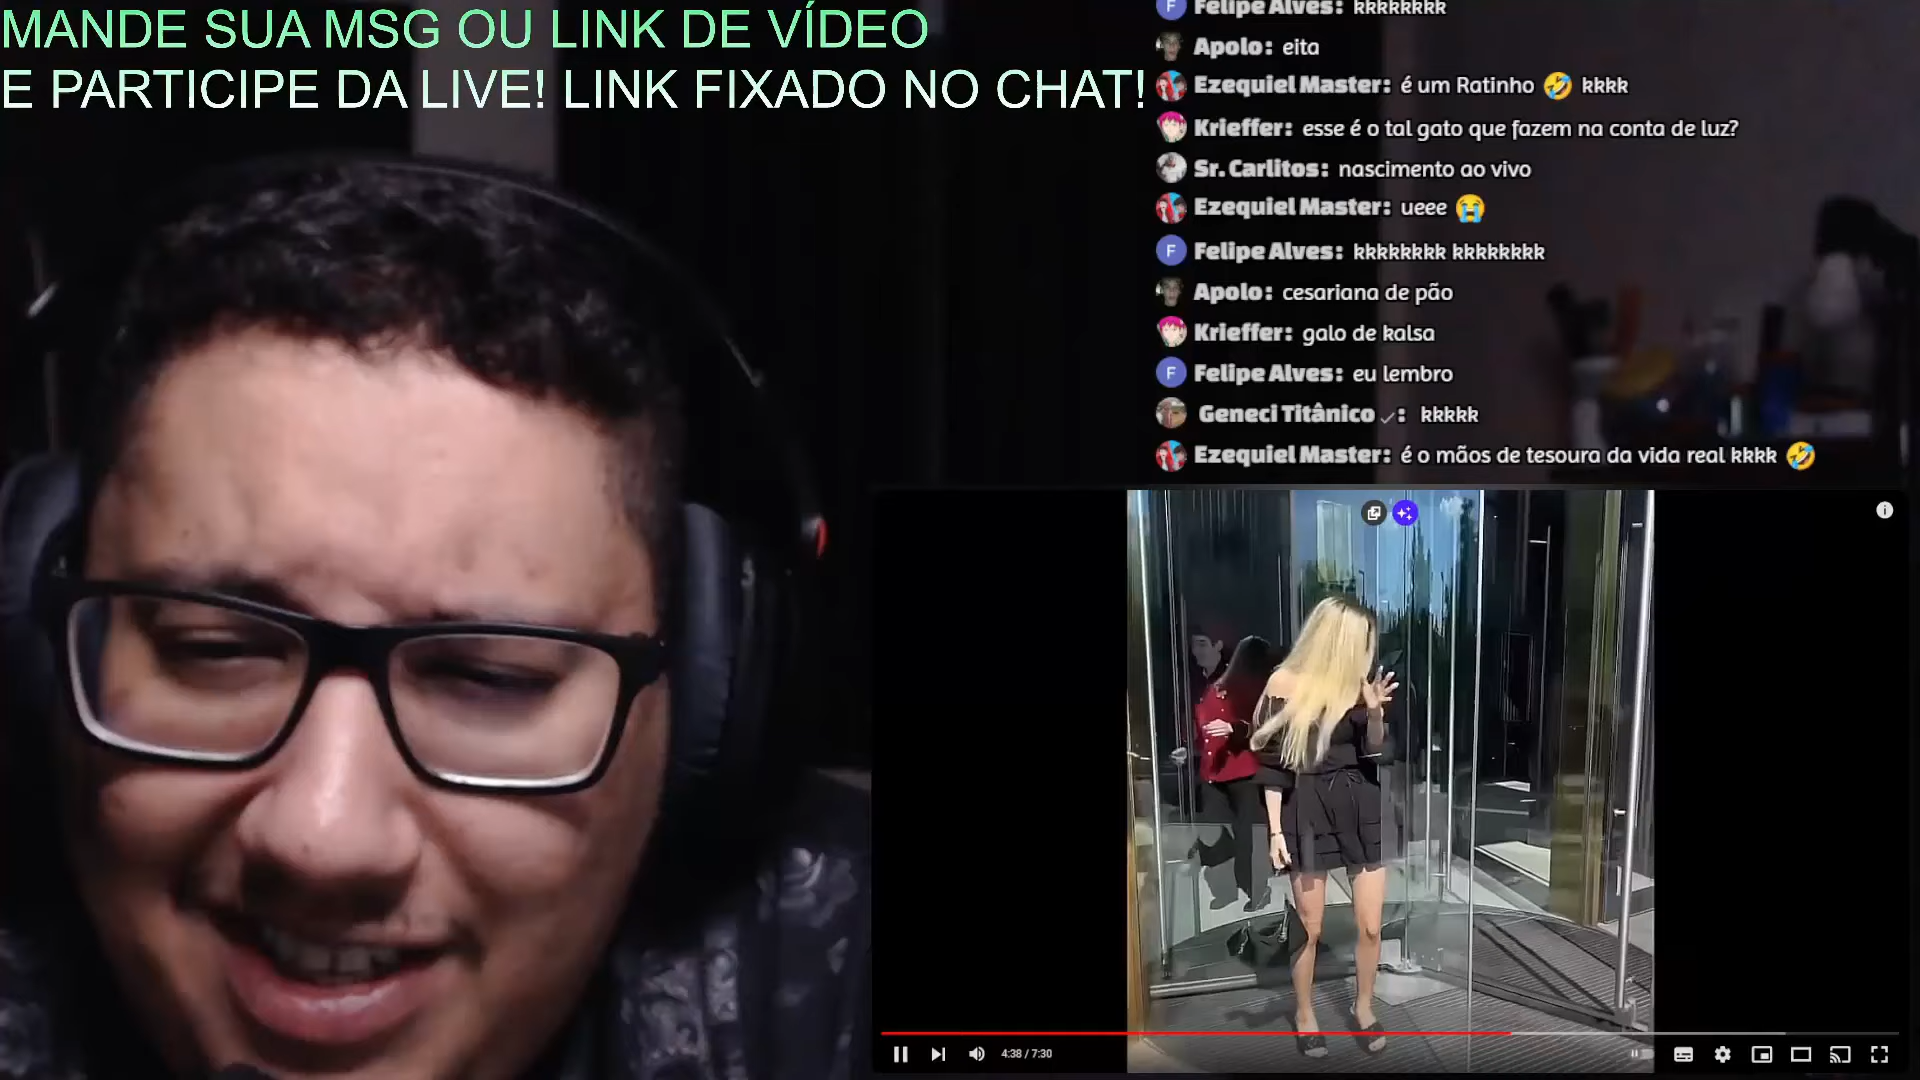 MANDE SUA MSG OU LINK DE VÍDEO
E PARTICIPE DA LIVE! LINK FIXADO NO CHAT!
F Felipe Alves: kkkkkkkk
Apolo: eita
Ezequiel Master: é um Ratinho 🤣 kkkk
Krieffer: esse é o tal gato que fazem na conta de luz?
Sr. Carlitos: nascimento ao vivo
Ezequiel Master: ueee 😭
F Felipe Alves: kkkkkkkk kkkkkkkk
Apolo: cesariana de pão
Krieffer: galo de kalsa
F Felipe Alves: eu lembro
Geneci Titânico✓: kkkkk
Ezequiel Master: é o mãos de tesoura da vida real kkkk 🤣
4:38 / 7:30